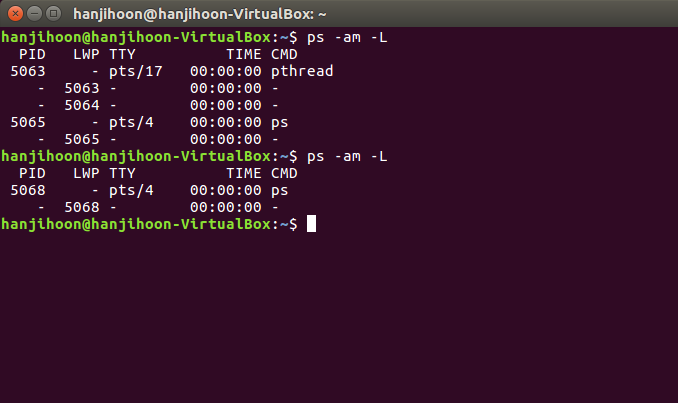 hanjihoon@hanjihoon-VirtualBox: ~
hanjihoon@hanjihoon-VirtualBox:~$ ps -am -L
  PID   LWP TTY          TIME CMD
 5063     - pts/17   00:00:00 pthread
    -  5063 -        00:00:00 -
    -  5064 -        00:00:00 -
 5065     - pts/4    00:00:00 ps
    -  5065 -        00:00:00 -
hanjihoon@hanjihoon-VirtualBox:~$ ps -am -L
  PID   LWP TTY          TIME CMD
 5068     - pts/4    00:00:00 ps
    -  5068 -        00:00:00 -
hanjihoon@hanjihoon-VirtualBox:~$